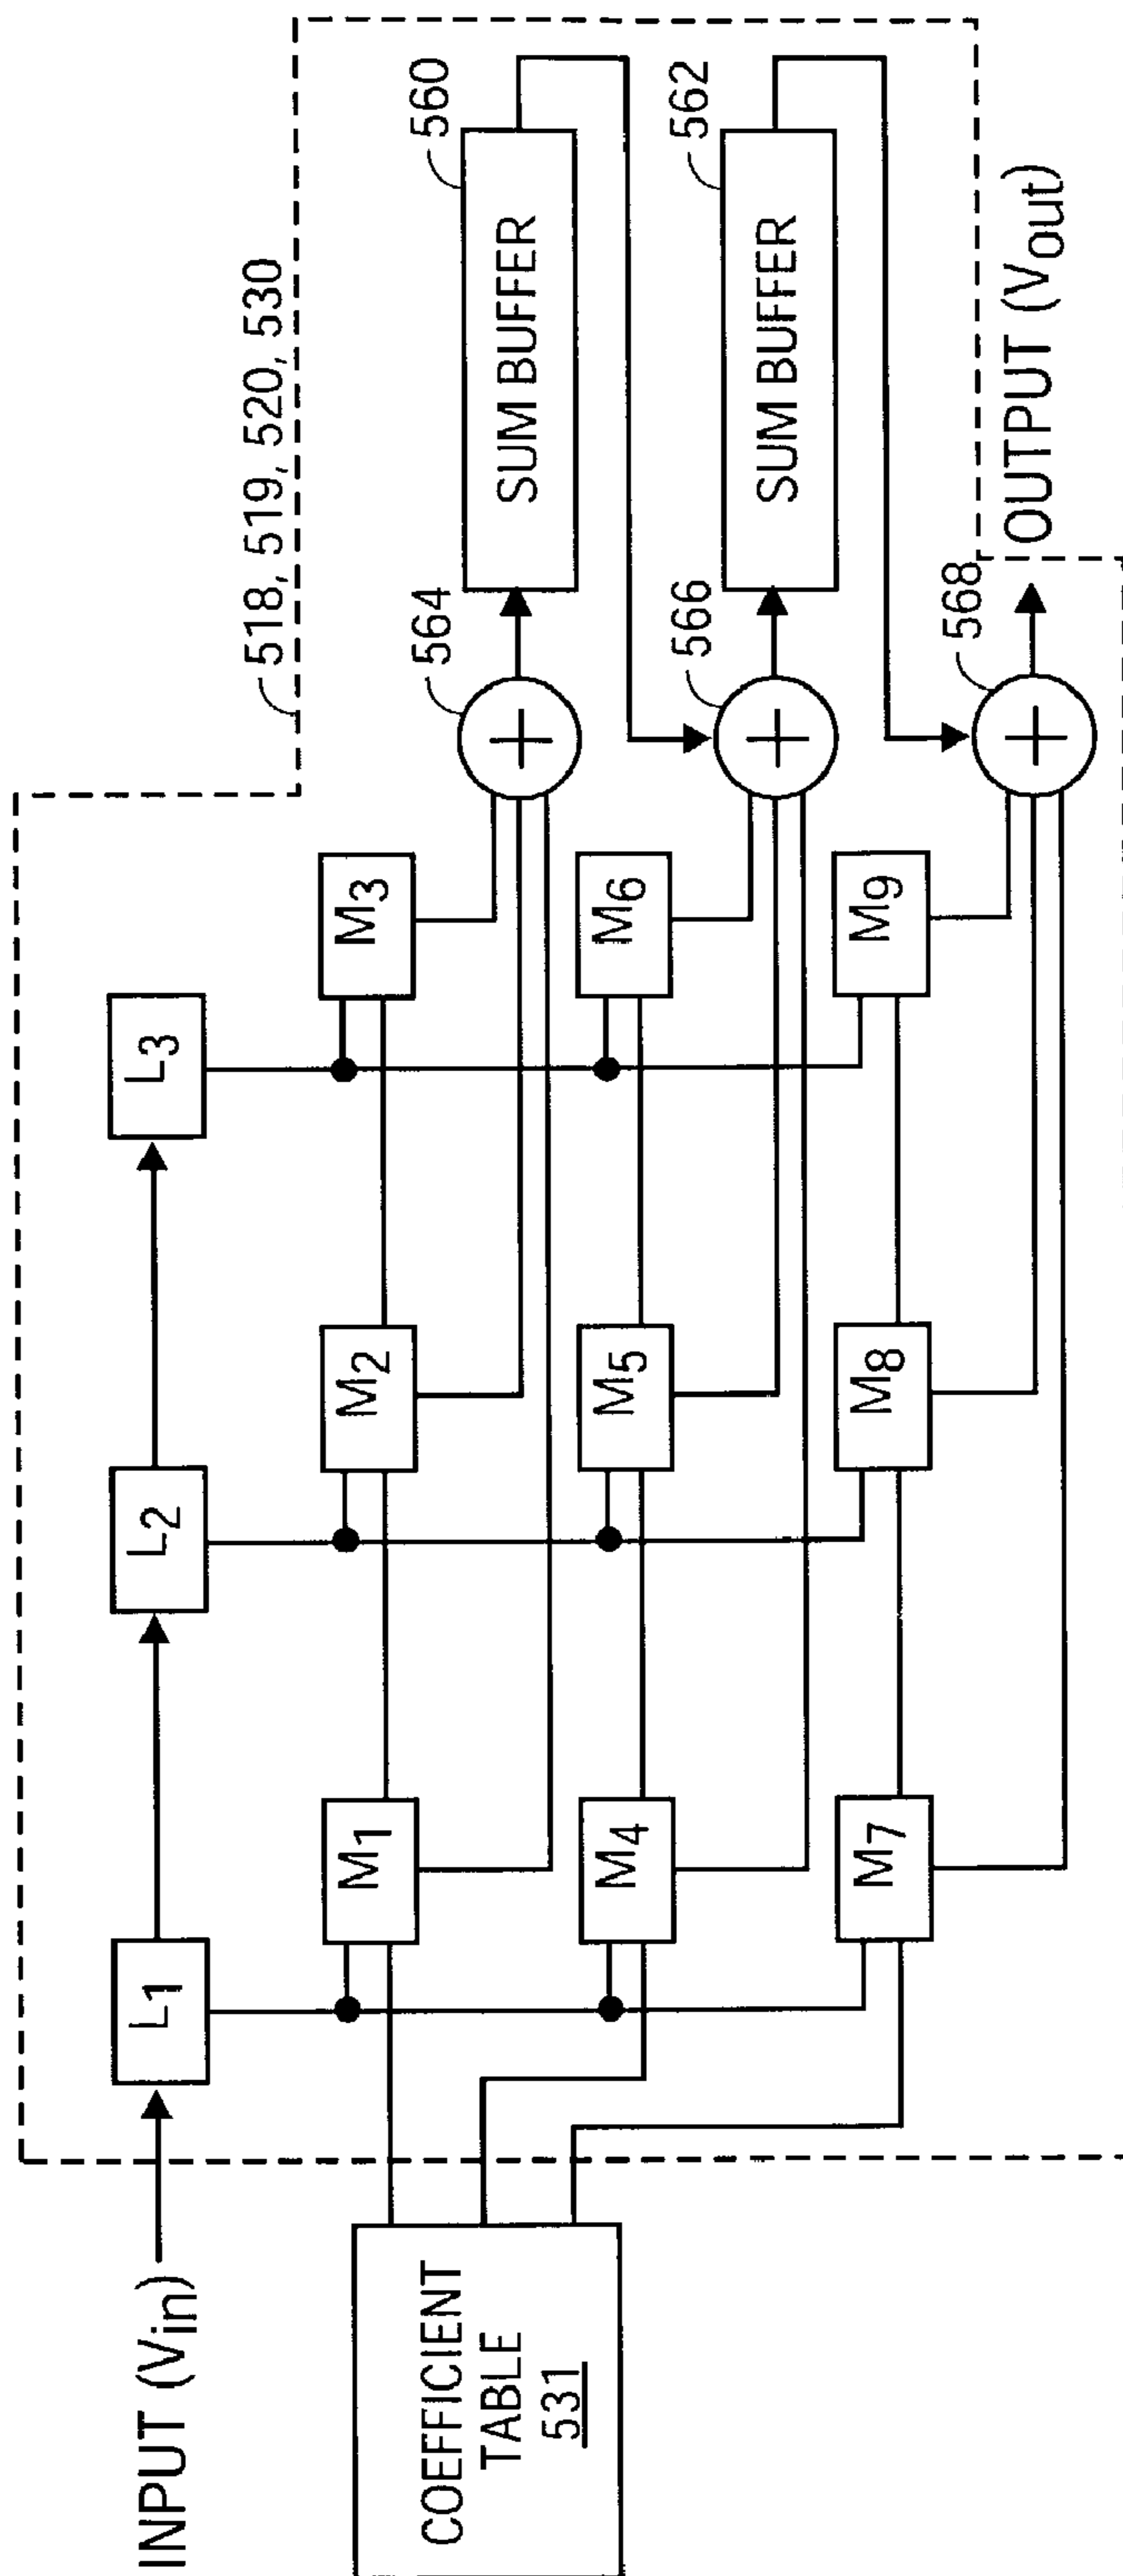 518, 519, 520, 530
INPUT (Vin)
L1
L2
L3
COEFFICIENT
TABLE
531
M1
M2
M3
564
SUM BUFFER
560
M4
M5
M6
566
SUM BUFFER
562
M7
M8
M9
568
OUTPUT (Vout)